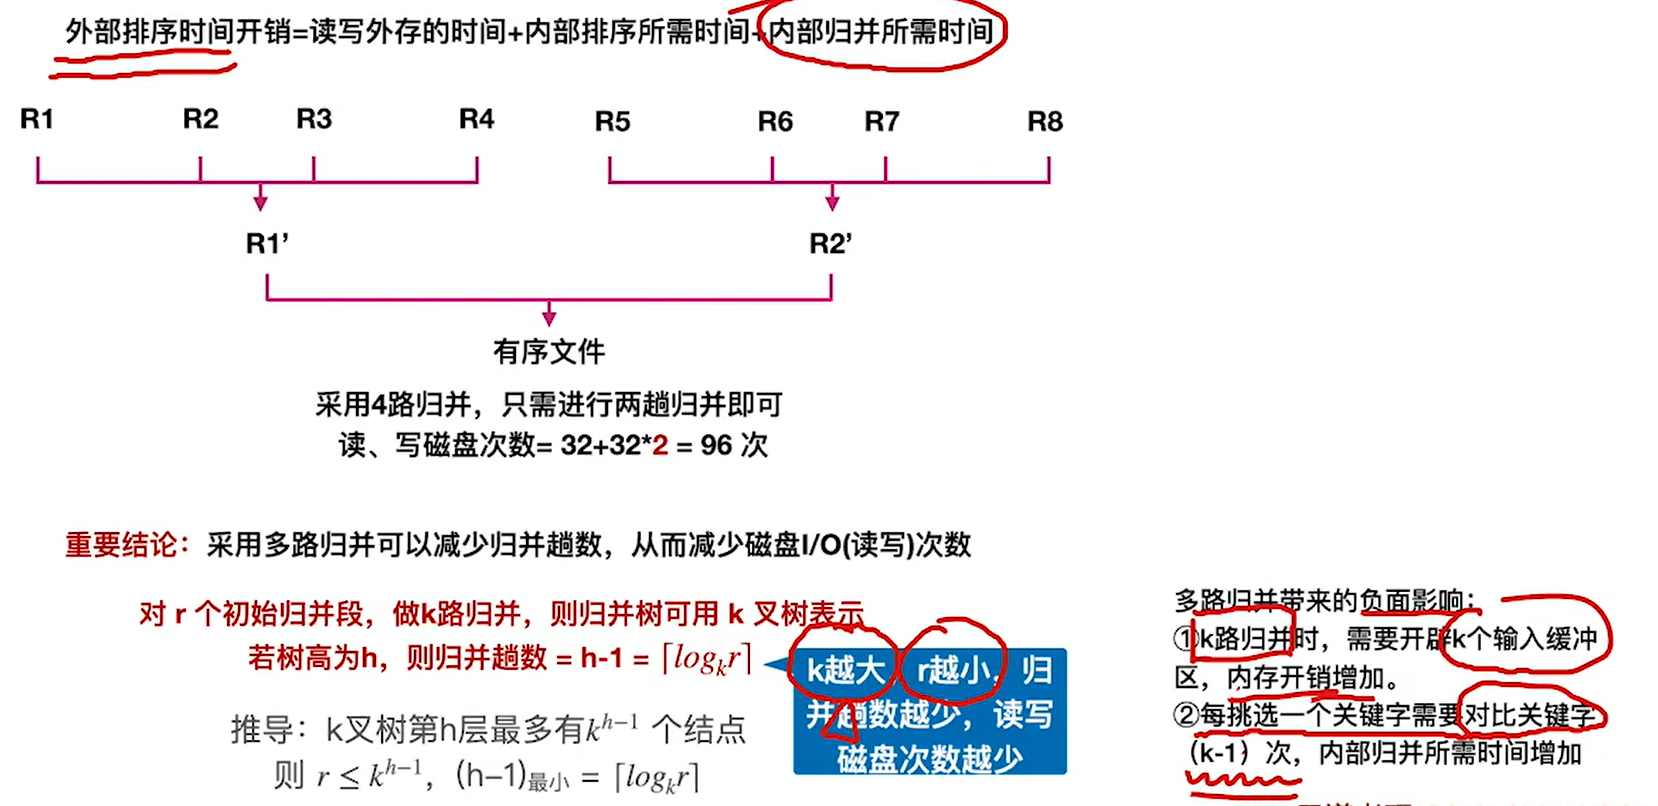 外部排序时间开销=读写外存的时间+内部排序所需时间+内部归并所需时间
R1 R2 R3 R4 R5 R6 R7 R8
R1’ R2’
有序文件
采用4路归并，只需进行两趟归并即可
读、写磁盘次数= 32+32*2 = 96 次
重要结论：采用多路归并可以减少归并趟数，从而减少磁盘I/O(读写)次数
对 r 个初始归并段，做k路归并，则归并树可用 k 叉树表示
若树高为h，则归并趟数 = h-1 = ⌈logₖr⌉
k越大，r越小，归
并趟数越少，读写
磁盘次数越少
推导：k叉树第h层最多有kʰ⁻¹ 个结点
则 r ≤ kʰ⁻¹，(h−1)最小 = ⌈logₖr⌉
多路归并带来的负面影响：
①k路归并时，需要开辟k个输入缓冲
区，内存开销增加。
②每挑选一个关键字需要对比关键字
（k-1）次，内部归并所需时间增加